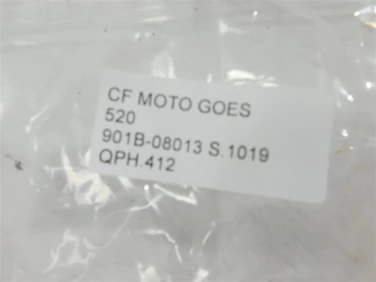 CF MOTO GOES
520
901B-08013 S.1019
QPH.412